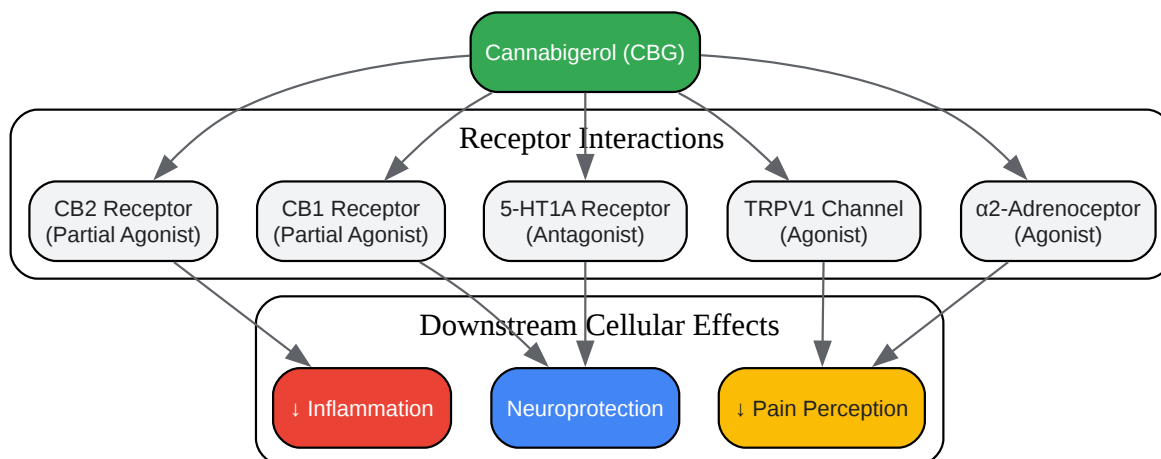 Cannabigerol (CBG)
Receptor Interactions
CB2 Receptor
(Partial Agonist)
CB1 Receptor
(Partial Agonist)
5-HT1A Receptor
(Antagonist)
TRPV1 Channel
(Agonist)
α2-Adrenoceptor
(Agonist)
Downstream Cellular Effects
↓ Inflammation
Neuroprotection
↓ Pain Perception